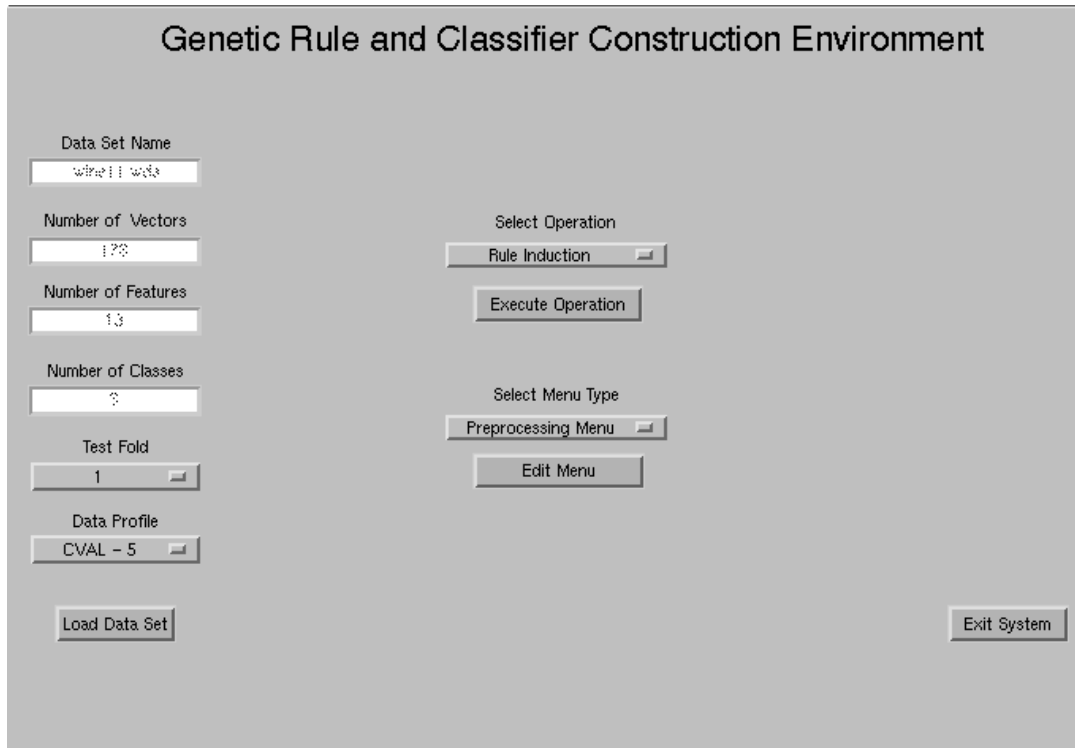 Genetic Rule and Classifier Construction Environment
Data Set Name
Number of Vectors
Number of Features
13
Number of Classes
Test Fold
1
Data Profile
CVAL - 5
Load Data Set
Select Operation
Rule Induction
Execute Operation
Select Menu Type
Preprocessing Menu
Edit Menu
Exit System